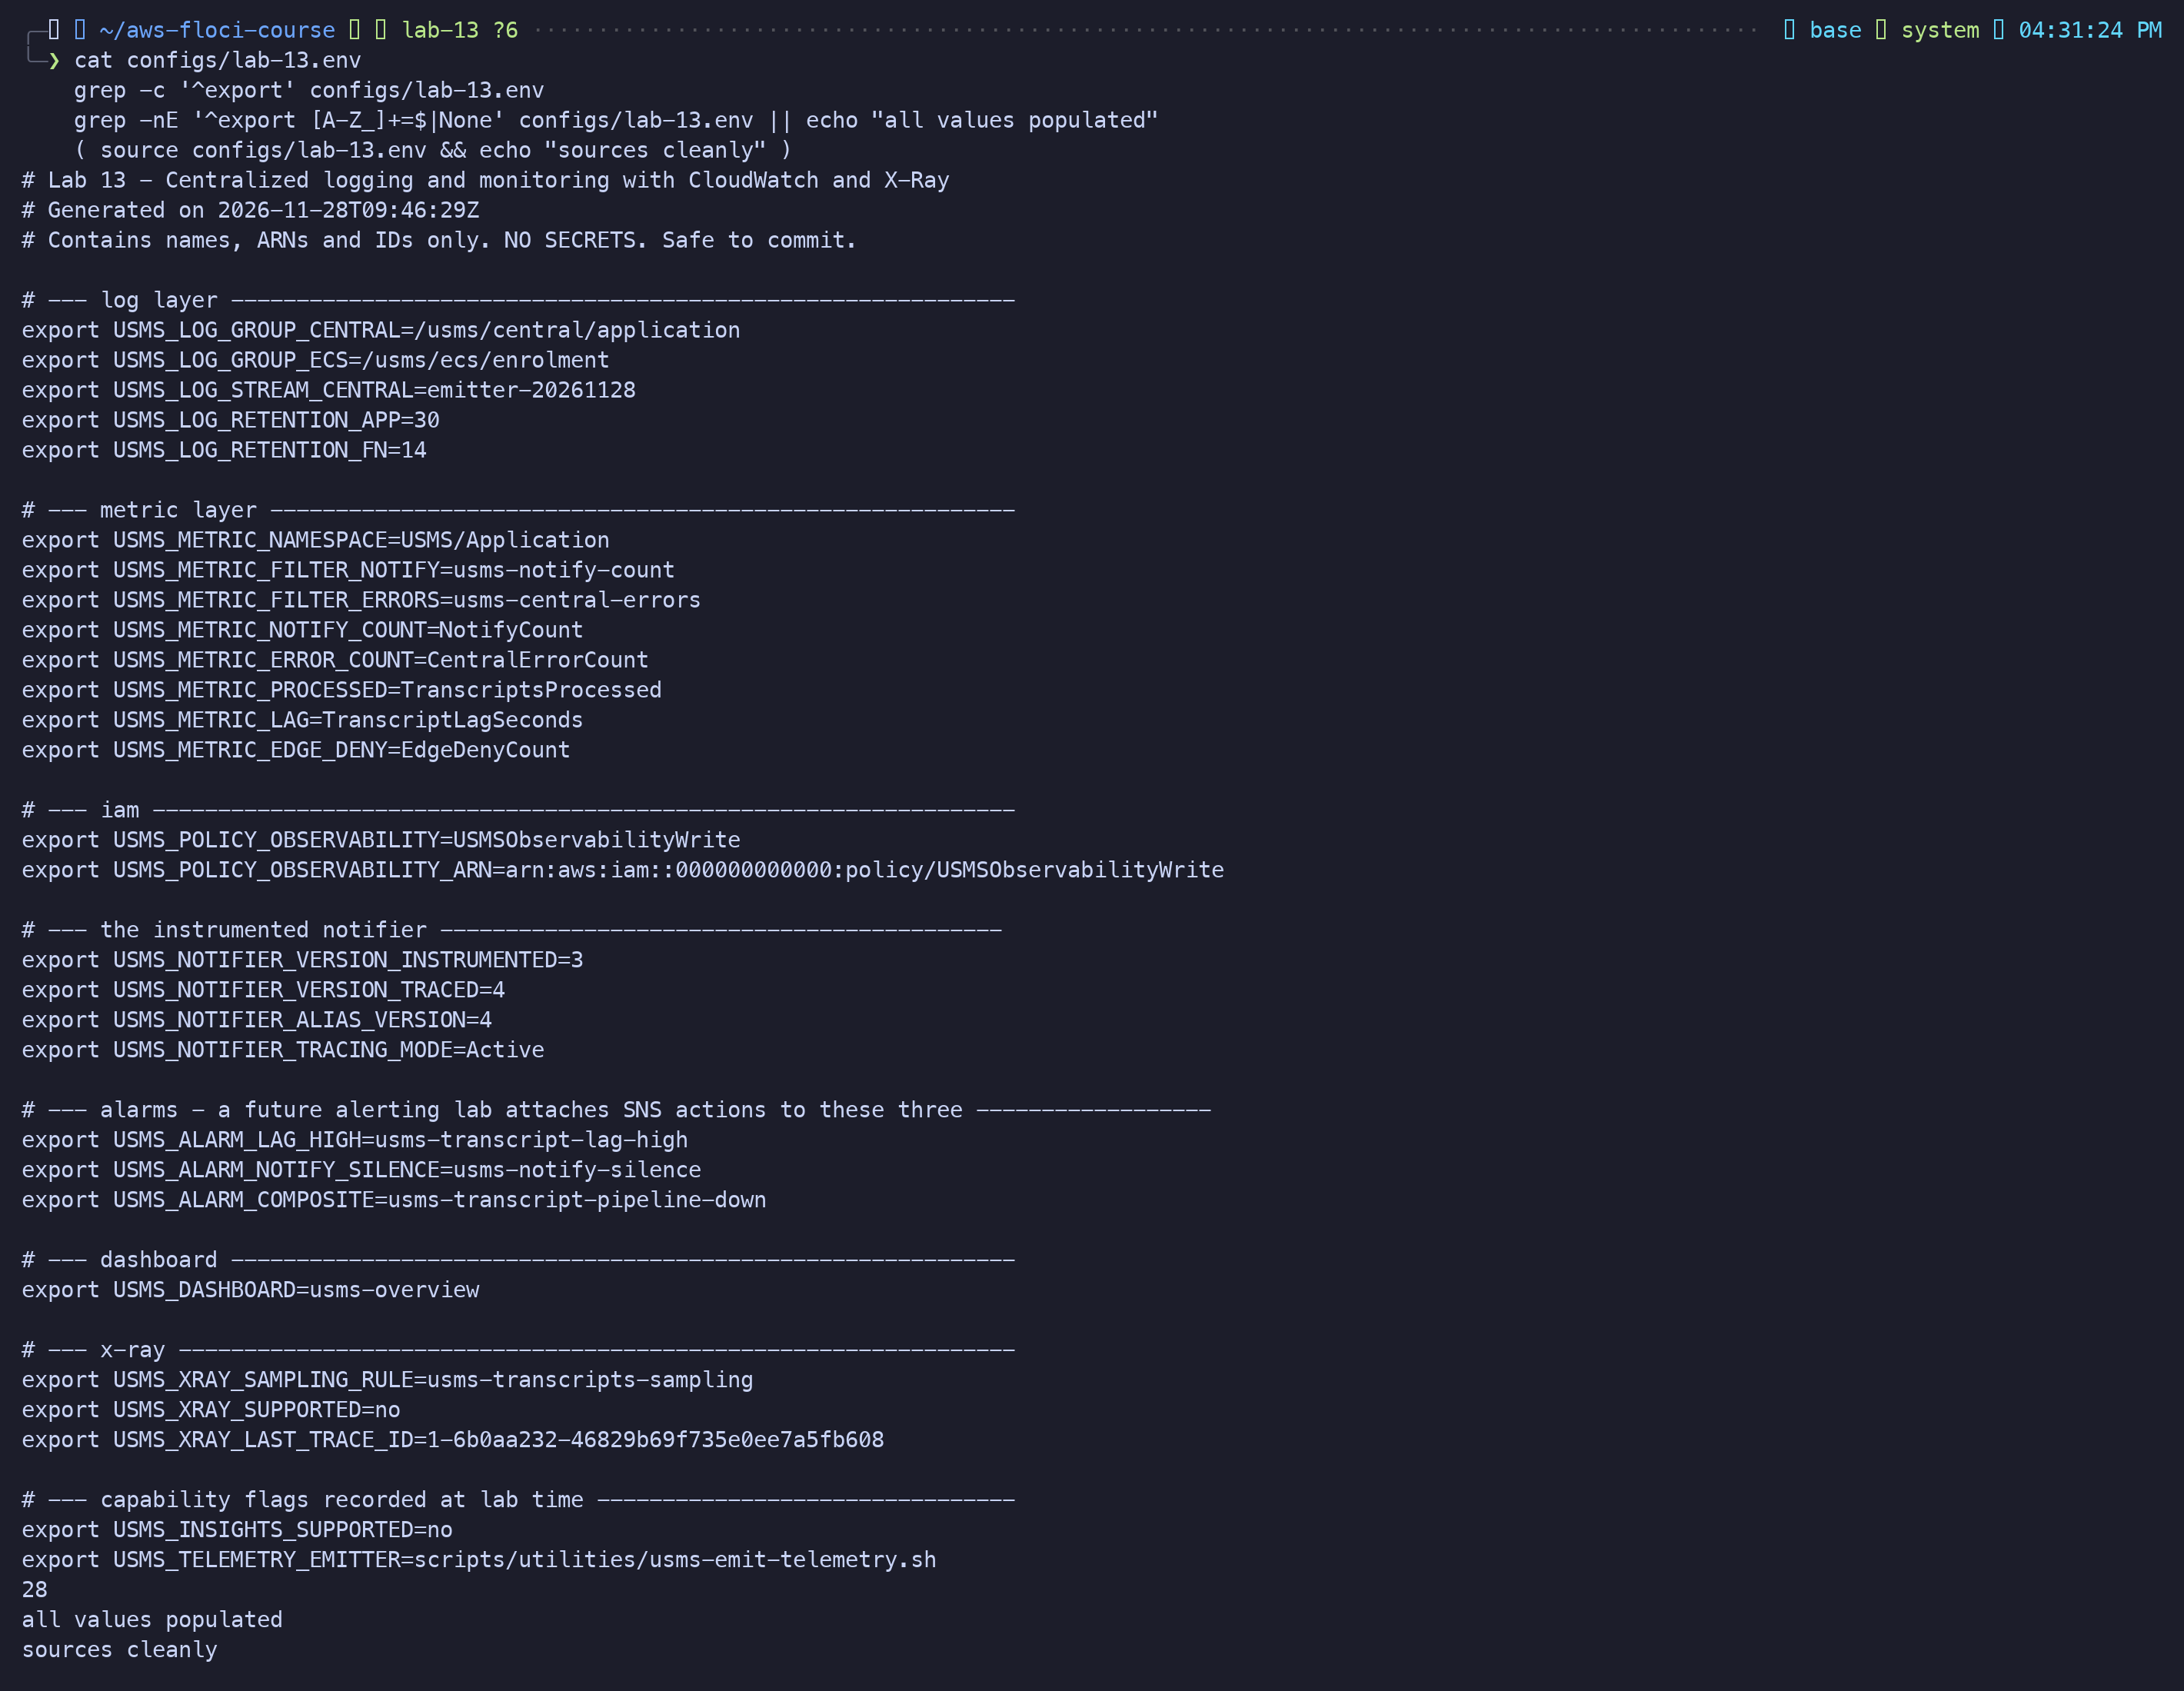 ~/aws-floci-course lab-13 ?6 base system 04:31:24 PM
❯ cat configs/lab-13.env
grep -c '^export' configs/lab-13.env
grep -nE '^export [A-Z_]+=$|None' configs/lab-13.env || echo "all values populated"
( source configs/lab-13.env && echo "sources cleanly" )
# Lab 13 - Centralized logging and monitoring with CloudWatch and X-Ray
# Generated on 2026-11-28T09:46:29Z
# Contains names, ARNs and IDs only. NO SECRETS. Safe to commit.

# --- log layer ------------------------------------------------------------
export USMS_LOG_GROUP_CENTRAL=/usms/central/application
export USMS_LOG_GROUP_ECS=/usms/ecs/enrolment
export USMS_LOG_STREAM_CENTRAL=emitter-20261128
export USMS_LOG_RETENTION_APP=30
export USMS_LOG_RETENTION_FN=14

# --- metric layer ---------------------------------------------------------
export USMS_METRIC_NAMESPACE=USMS/Application
export USMS_METRIC_FILTER_NOTIFY=usms-notify-count
export USMS_METRIC_FILTER_ERRORS=usms-central-errors
export USMS_METRIC_NOTIFY_COUNT=NotifyCount
export USMS_METRIC_ERROR_COUNT=CentralErrorCount
export USMS_METRIC_PROCESSED=TranscriptsProcessed
export USMS_METRIC_LAG=TranscriptLagSeconds
export USMS_METRIC_EDGE_DENY=EdgeDenyCount

# --- iam ------------------------------------------------------------------
export USMS_POLICY_OBSERVABILITY=USMSObservabilityWrite
export USMS_POLICY_OBSERVABILITY_ARN=arn:aws:iam::000000000000:policy/USMSObservabilityWrite

# --- the instrumented notifier -------------------------------------------
export USMS_NOTIFIER_VERSION_INSTRUMENTED=3
export USMS_NOTIFIER_VERSION_TRACED=4
export USMS_NOTIFIER_ALIAS_VERSION=4
export USMS_NOTIFIER_TRACING_MODE=Active

# --- alarms - a future alerting lab attaches SNS actions to these three ------------------
export USMS_ALARM_LAG_HIGH=usms-transcript-lag-high
export USMS_ALARM_NOTIFY_SILENCE=usms-notify-silence
export USMS_ALARM_COMPOSITE=usms-transcript-pipeline-down

# --- dashboard ------------------------------------------------------------
export USMS_DASHBOARD=usms-overview

# --- x-ray ----------------------------------------------------------------
export USMS_XRAY_SAMPLING_RULE=usms-transcripts-sampling
export USMS_XRAY_SUPPORTED=no
export USMS_XRAY_LAST_TRACE_ID=1-6b0aa232-46829b69f735e0ee7a5fb608

# --- capability flags recorded at lab time --------------------------------
export USMS_INSIGHTS_SUPPORTED=no
export USMS_TELEMETRY_EMITTER=scripts/utilities/usms-emit-telemetry.sh
28
all values populated
sources cleanly